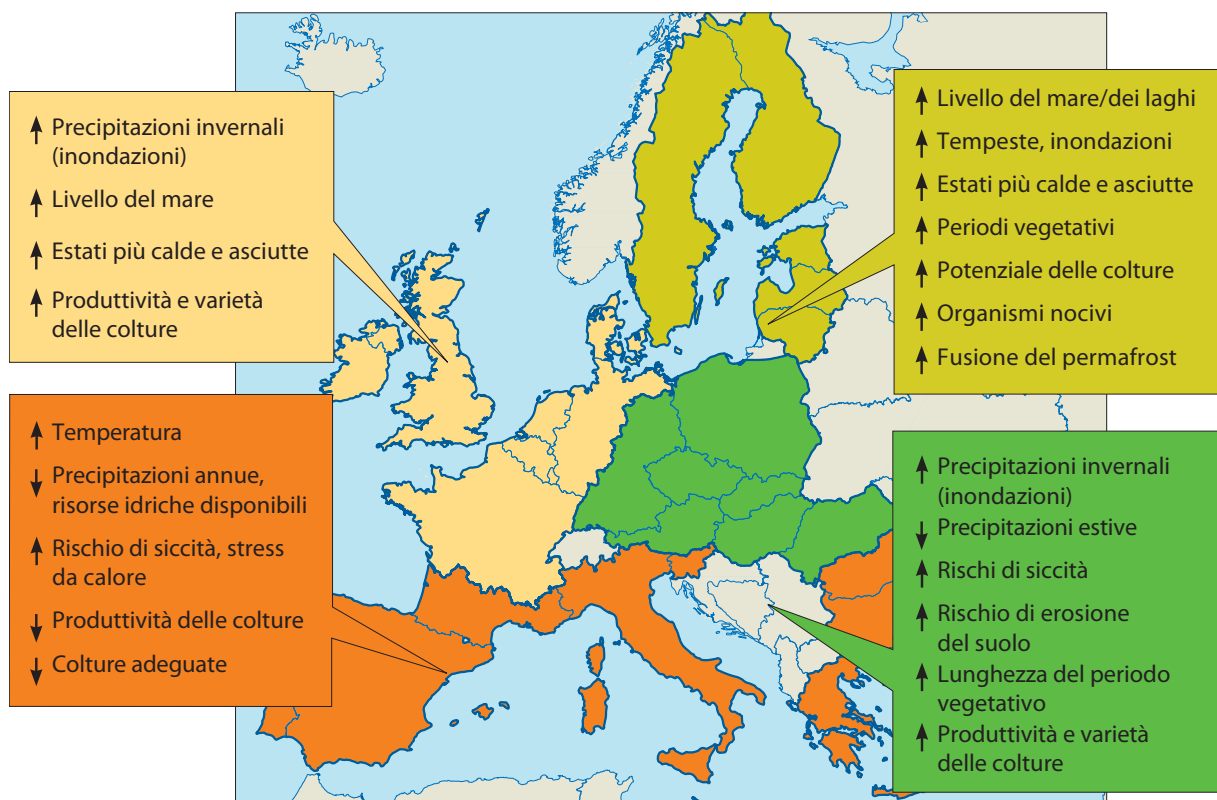 Precipitazioni invernali
(inondazioni)
Livello del mare
Estati più calde e asciutte
Produttività e varietà
delle colture
Livello del mare/dei laghi
Tempeste, inondazioni
Estati più calde e asciutte
Periodi vegetativi
Potenziale delle colture
Organismi nocivi
Fusione del permafrost
Temperatura
Precipitazioni annue,
risorse idriche disponibili
Rischio di siccità, stress
da calore
Produttività delle colture
Colture adeguate
Precipitazioni invernali
(inondazioni)
Precipitazioni estive
Rischi di siccità
Rischio di erosione
del suolo
Lunghezza del periodo
vegetativo
Produttività e varietà
delle colture